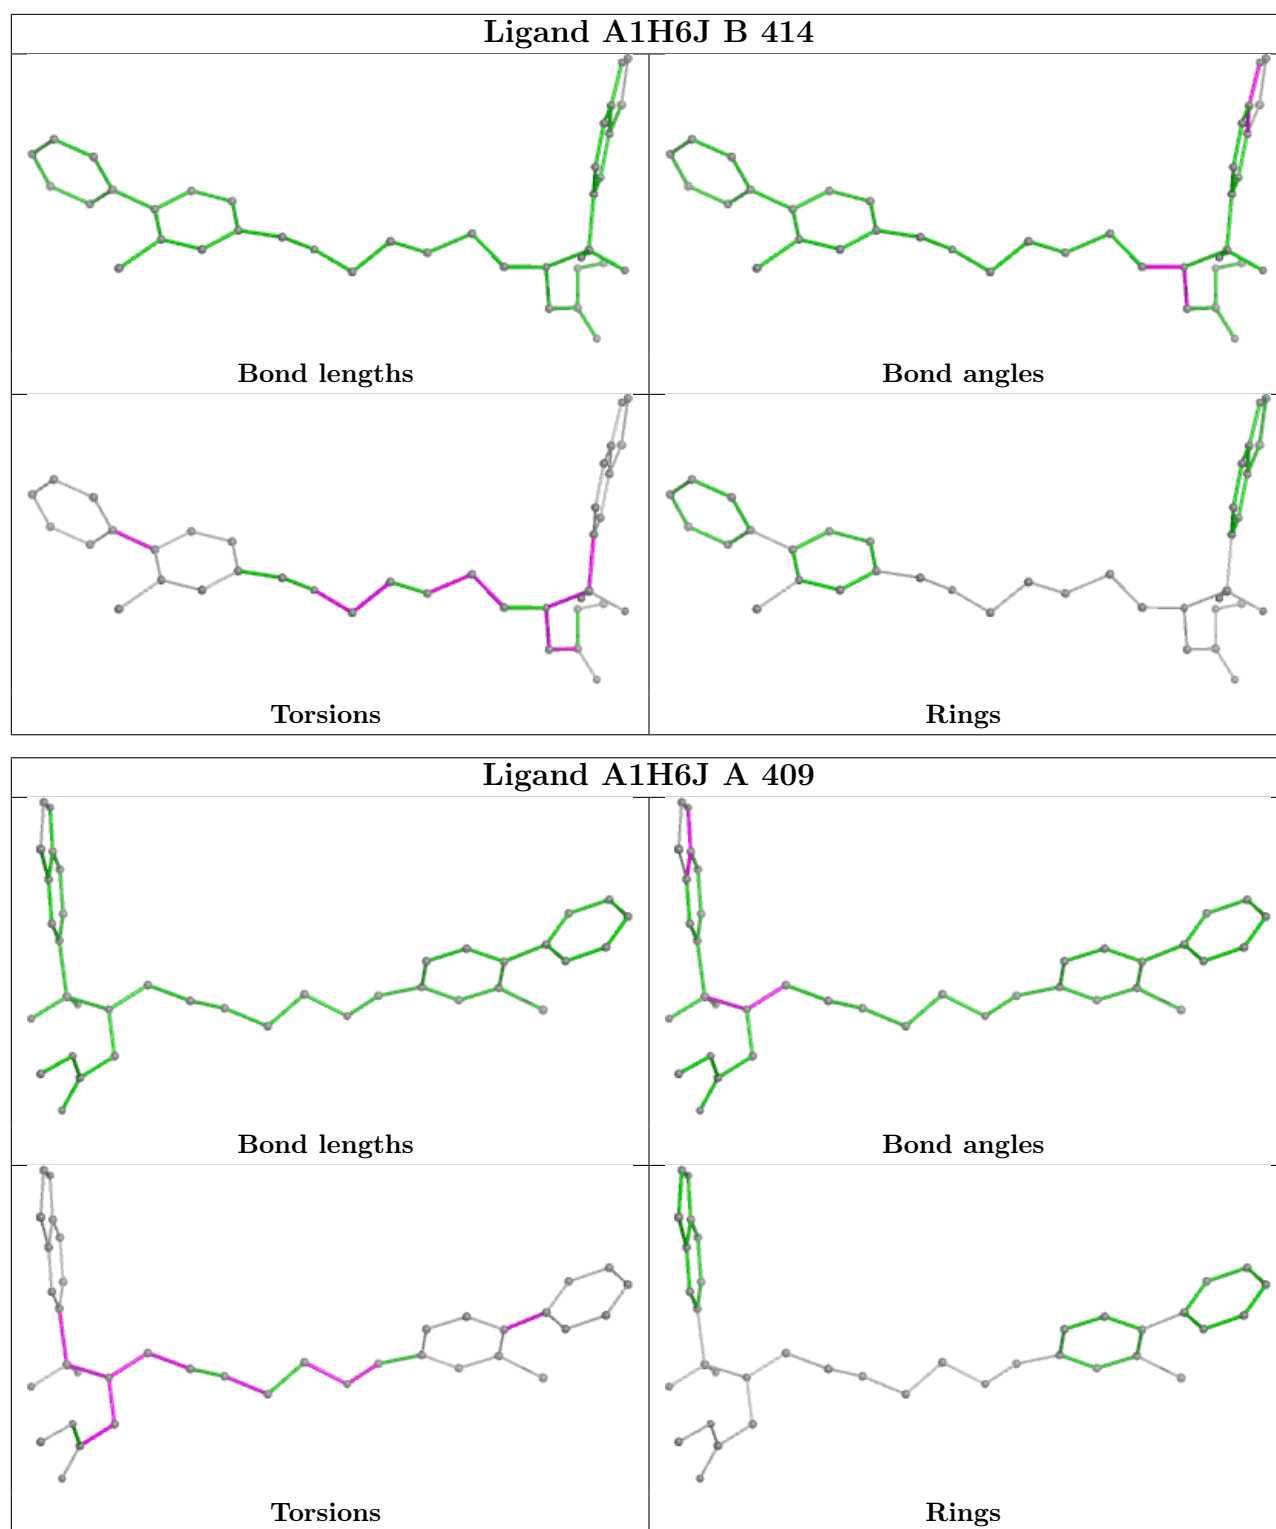 Ligand A1H6J B 414
Bond lengths
Bond angles
Torsions
Rings
Ligand A1H6J A 409
Bond lengths
Bond angles
Torsions
Rings